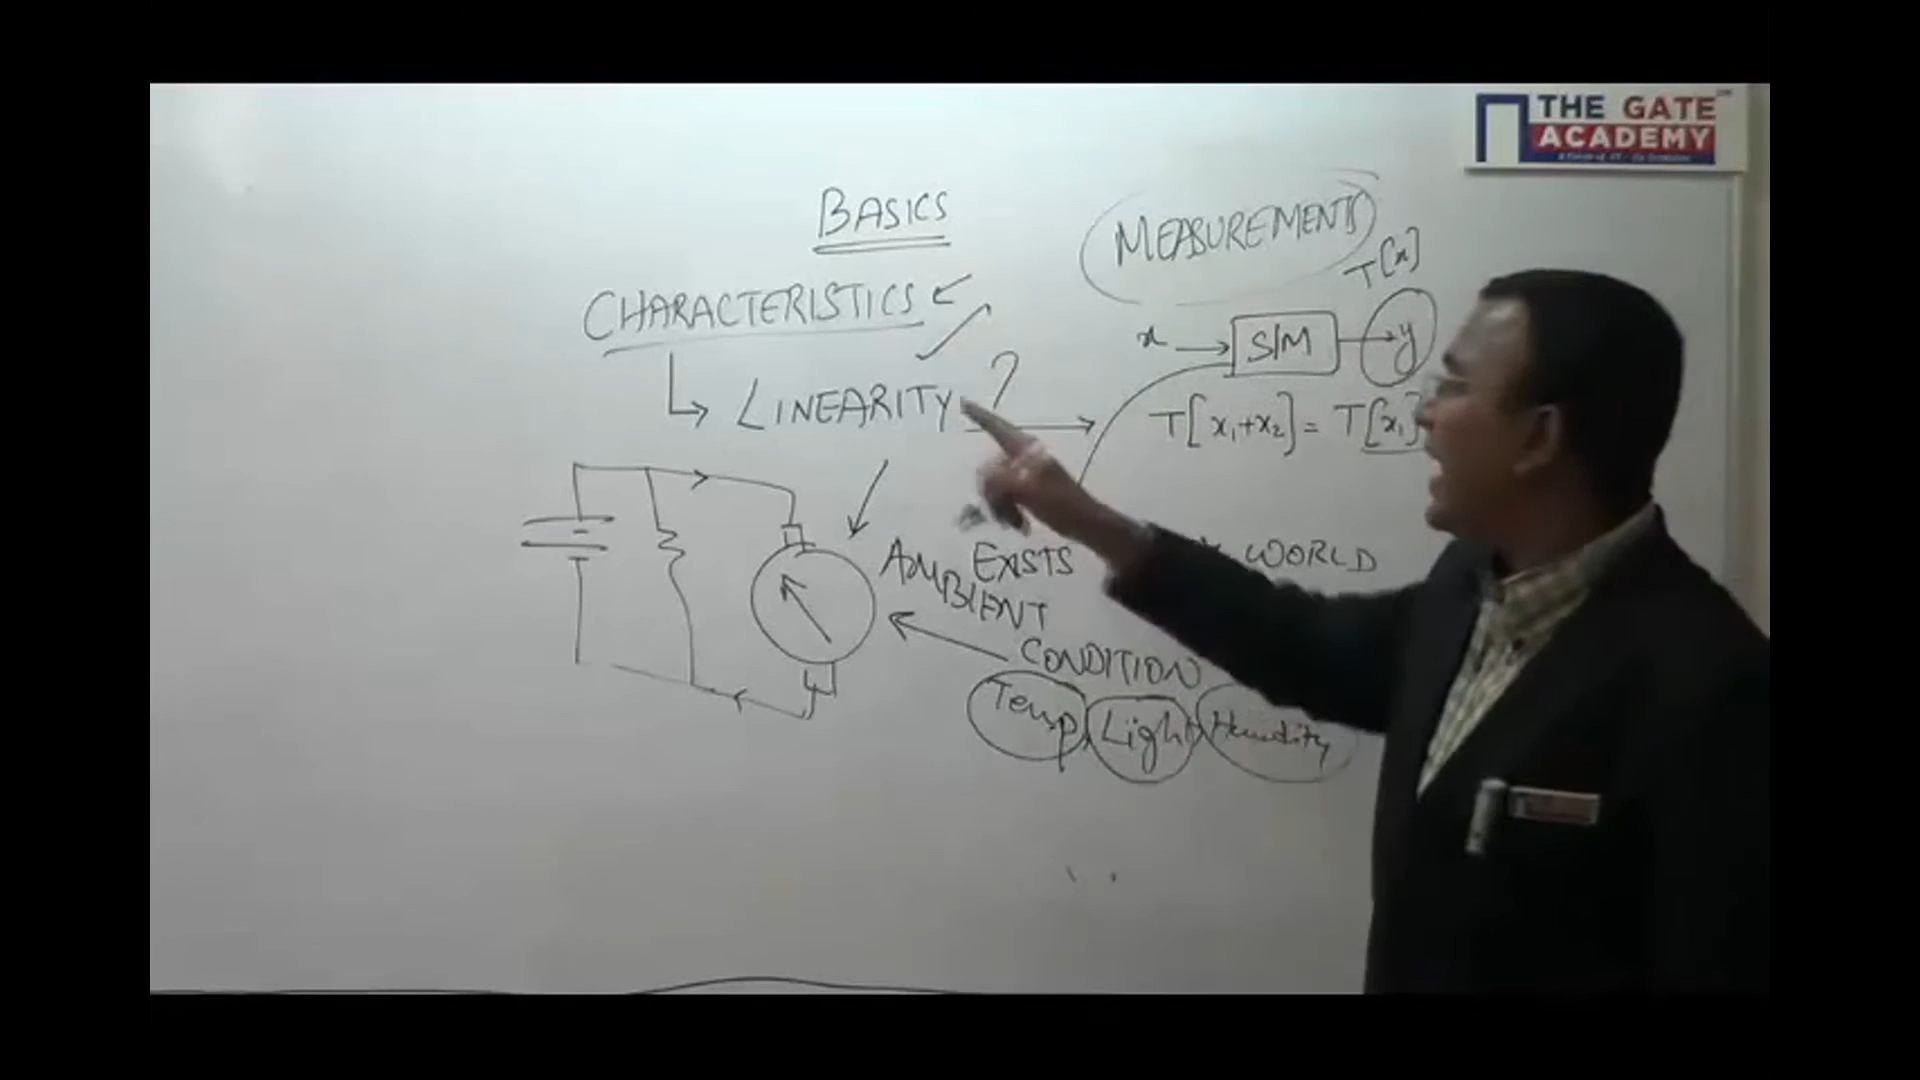 THE GATE
ACADEMY
BASICS
MEASUREMENTS
T[x]
CHARACTERISTICS
x → S/M → y
LINEARITY ?
T[x₁+x₂] = T[x₁]
EXISTS
WORLD
AMBIENT
CONDITION
Temp, Light, Humidity